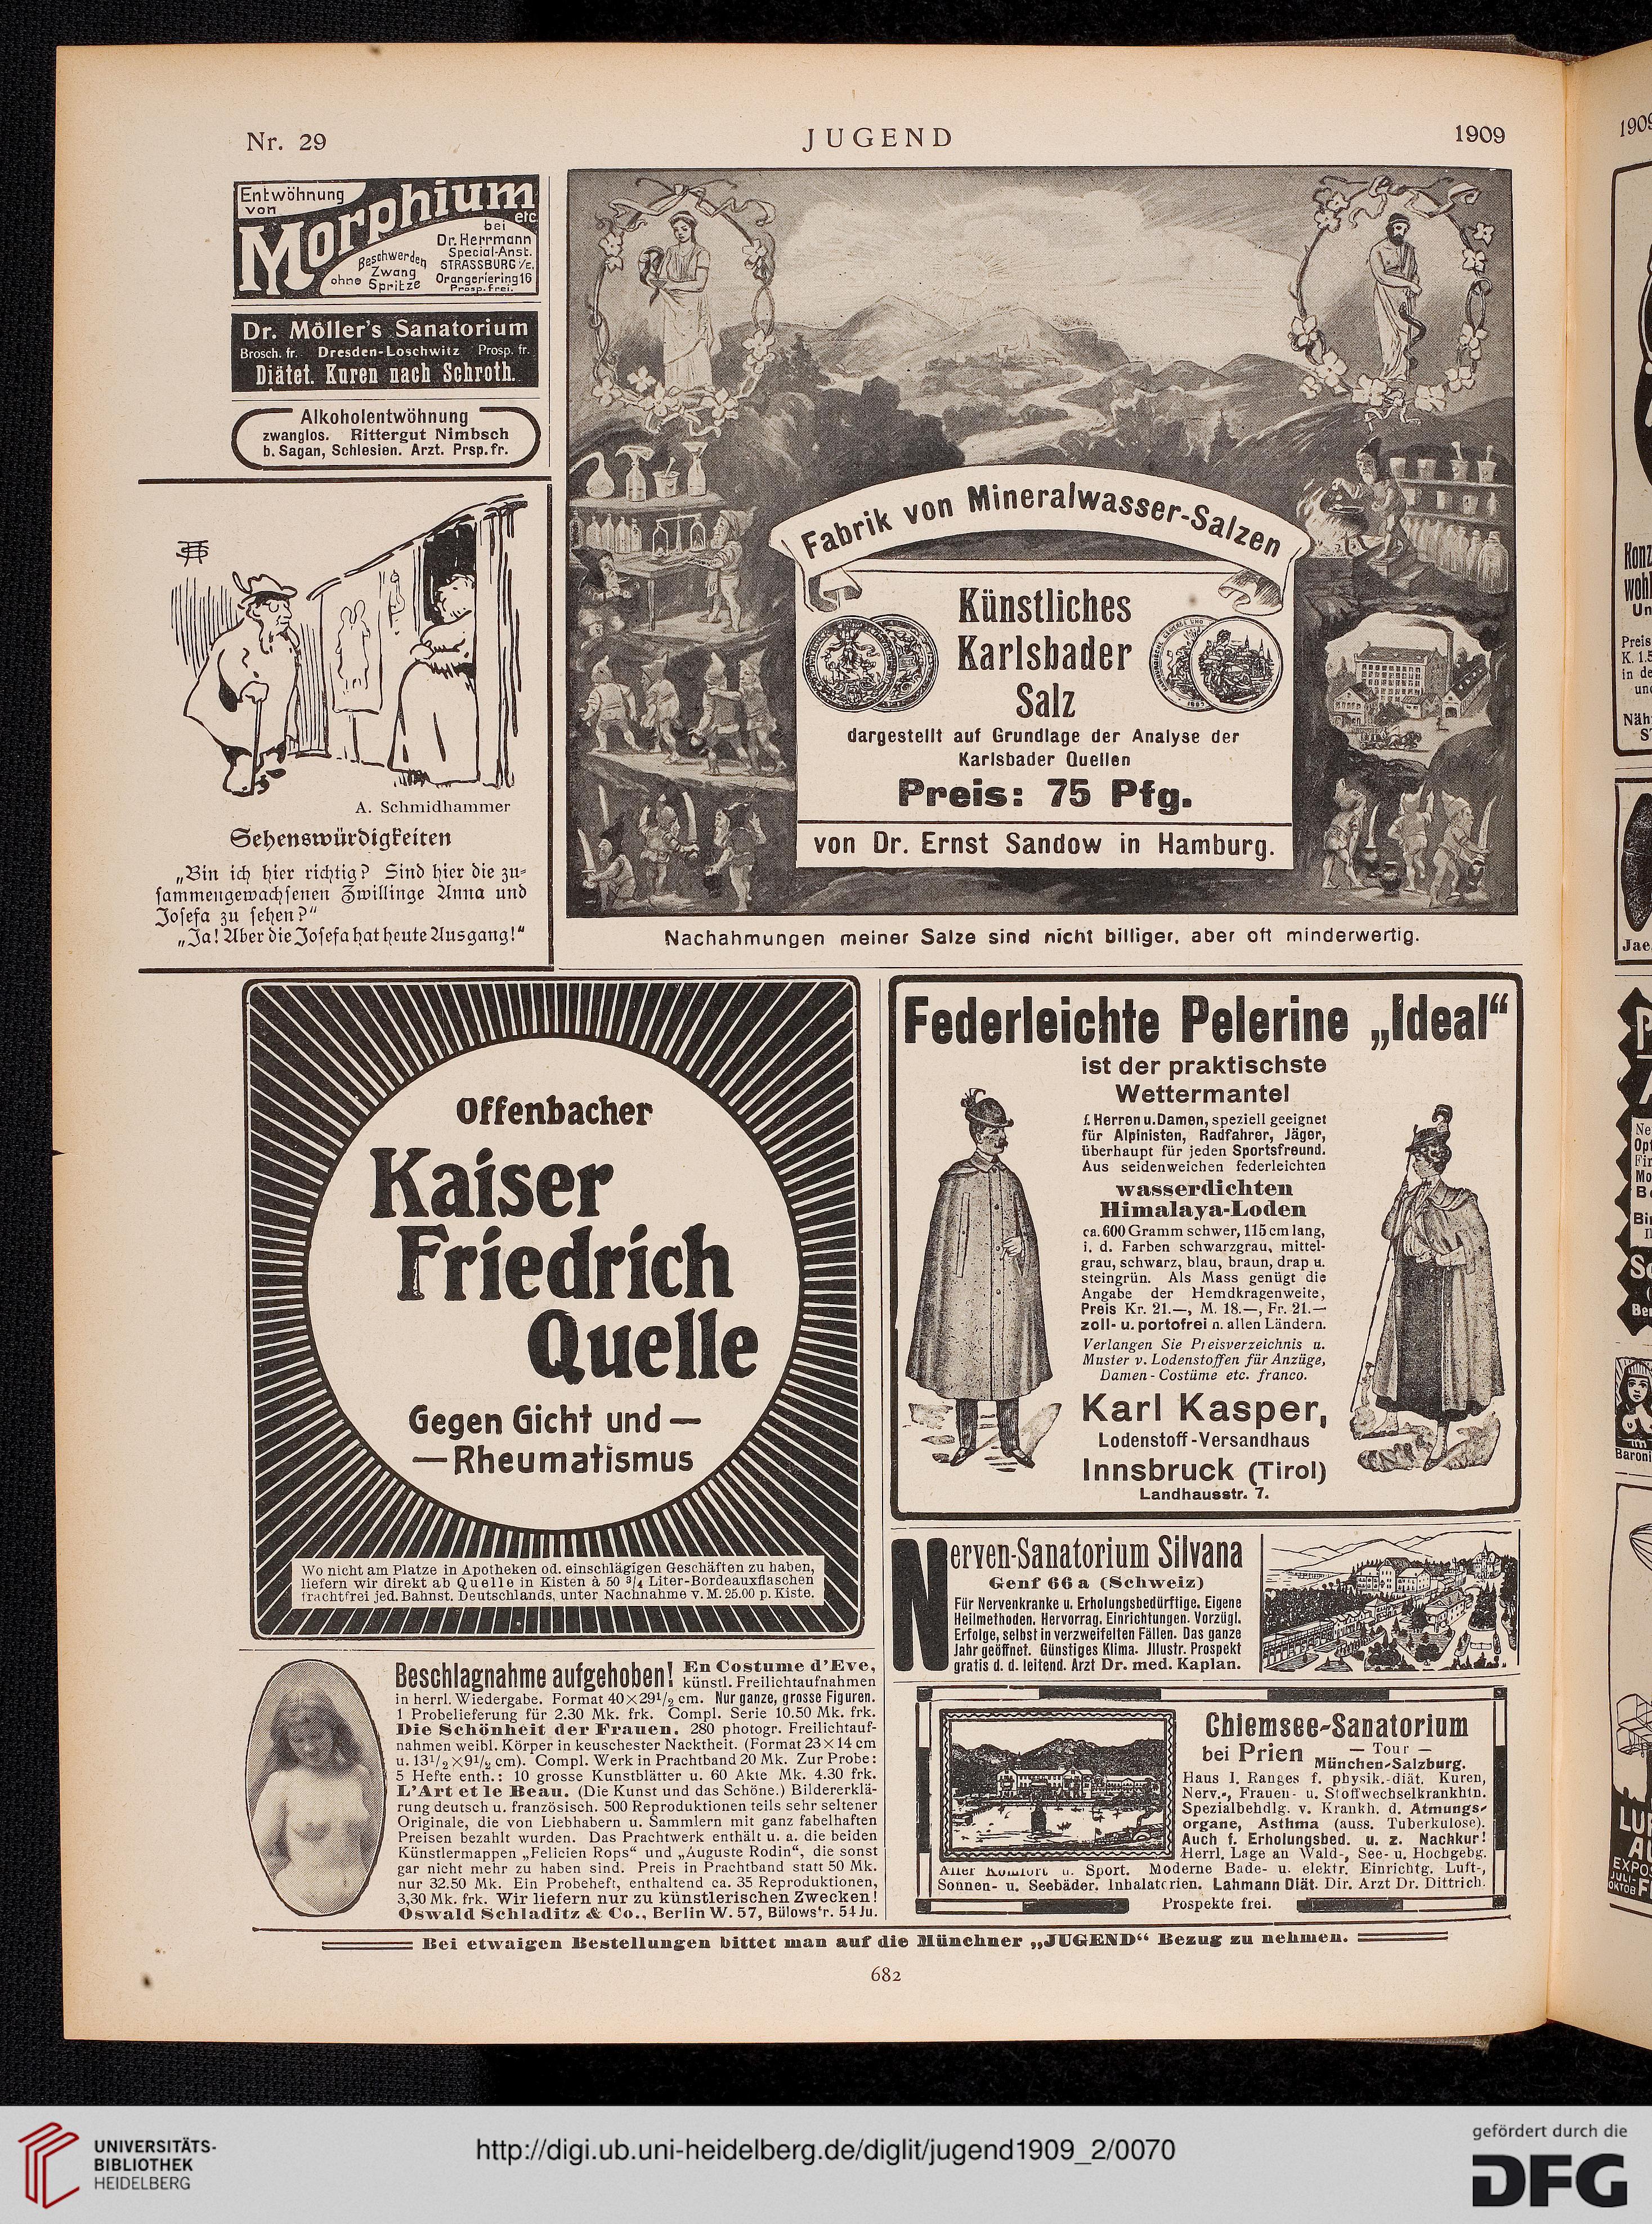 Nr. 29
JUGEND
1909
Entwöhnung
von
Morphium
etc.
bei
Dr. Herrmann
Special-Anst.
STRASSBURG i/E.
Orangeriering 16
Prosp. frei.
Beschwerden
Zwang
ohne Spritze
Dr. Möller's Sanatorium
Brosch. fr. Dresden-Loschwitz Prosp. fr.
Diätet. Kuren nach Schroth.
Alkoholentwöhnung
zwanglos. Rittergut Nimbsch
b. Sagan, Schlesien. Arzt. Prsp. fr.
A. Schmidhammer
Sehenswürdigkeiten
„Bin ich hier richtig? Sind hier die zu-
sammengewachsenen Zwillinge Anna und
Josefa zu sehen?“
„Ja! Aber die Josefa hat heute Ausgang!“
Fabrik von Mineralwasser-Salzen
Künstliches
Karlsbader
Salz
dargestellt auf Grundlage der Analyse der
Karlsbader Quellen
Preis: 75 Pfg.
von Dr. Ernst Sandow in Hamburg.
Nachahmungen meiner Salze sind nicht billiger, aber oft minderwertig.
Offenbacher
Kaiser
Friedrich
Quelle
Gegen Gicht und —
— Rheumatismus
Wo nicht am Platze in Apotheken od. einschlägigen Geschäften zu haben,
liefern wir direkt ab Quelle in Kisten à 50 3/4 Liter-Bordeauxflaschen
frachtfrei jed. Bahnst. Deutschlands, unter Nachnahme v. M. 25.00 p. Kiste.
Federleichte Pelerine „Ideal“
ist der praktischste
Wettermantel
f. Herren u. Damen, speziell geeignet
für Alpinisten, Radfahrer, Jäger,
überhaupt für jeden Sportsfreund.
Aus seidenweichen federleichten
wasserdichten
Himalaya-Loden
ca. 600 Gramm schwer, 115 cm lang,
i. d. Farben schwarzgrau, mittel-
grau, schwarz, blau, braun, drap u.
steingrün. Als Mass genügt die
Angabe der Hemdkragenweite,
Preis Kr. 21.—, M. 18.—, Fr. 21.—
zoll- u. portofrei n. allen Ländern.
Verlangen Sie Preisverzeichnis u.
Muster v. Lodenstoffen für Anzüge,
Damen-Costüme etc. franco.
Karl Kasper,
Lodenstoff-Versandhaus
Innsbruck (Tirol)
Landhausstr. 7.
Nerven-Sanatorium Silvana
Genf 66a (Schweiz)
Für Nervenkranke u. Erholungsbedürftige. Eigene
Heilmethoden. Hervorrag. Einrichtungen. Vorzügl.
Erfolge, selbst in verzweifelten Fällen. Das ganze
Jahr geöffnet. Günstiges Klima. Jllustr. Prospekt
gratis d. d. leitend. Arzt Dr. med. Kaplan.
Beschlagnahme aufgehoben! En Costume d'Eve,
künstl. Freilichtaufnahmen
in herrl. Wiedergabe. Format 40×29½ cm. Nur ganze, grosse Figuren.
1 Probelieferung für 2.30 Mk. frk. Compl. Serie 10.50 Mk. frk.
Die Schönheit der Frauen. 280 photogr. Freilichtauf-
nahmen weibl. Körper in keuschester Nacktheit. (Format 23×14 cm
u. 13½×9½ cm). Compl. Werk in Prachtband 20 Mk. Zur Probe:
5 Hefte enth.: 10 grosse Kunstblätter u. 60 Akte Mk. 4.30 frk.
L'Art et le Beau. (Die Kunst und das Schöne.) Bildererklä-
rung deutsch u. französisch. 500 Reproduktionen teils sehr seltener
Originale, die von Liebhabern u. Sammlern mit ganz fabelhaften
Preisen bezahlt wurden. Das Prachtwerk enthält u. a. die beiden
Künstlermappen „Felicien Rops“ und „Auguste Rodin“, die sonst
gar nicht mehr zu haben sind. Preis in Prachtband statt 50 Mk.
nur 32.50 Mk. Ein Probeheft, enthaltend ca. 35 Reproduktionen,
3,30 Mk. frk. Wir liefern nur zu künstlerischen Zwecken!
Oswald Schladitz & Co., Berlin W. 57, Bülowstr. 54 Ju.
Chiemsee-Sanatorium
bei Prien — Tour —
München-Salzburg.
Haus I. Ranges f. physik.-diät. Kuren,
Nerv.-, Frauen- u. Stoffwechselkrankhtn.
Spezialbehdlg. v. Krankh. d. Atmungs-
organe, Asthma (auss. Tuberkulose).
Auch f. Erholungsbed. u. z. Nachkur!
Herrl. Lage an Wald-, See- u. Hochgebg.
Aller Komfort u. Sport. Moderne Bade- u. elektr. Einrichtg. Luft-,
Sonnen- u. Seebäder. Inhalatorien. Lahmann Diät. Dir. Arzt Dr. Dittrich.
Prospekte frei.
Bei etwaigen Bestellungen bittet man auf die Münchner „JUGEND“ Bezug zu nehmen.
682
UNIVERSITÄTS-
BIBLIOTHEK
HEIDELBERG
http://digi.ub.uni-heidelberg.de/diglit/jugend1909_2/0070
gefördert durch die
DFG